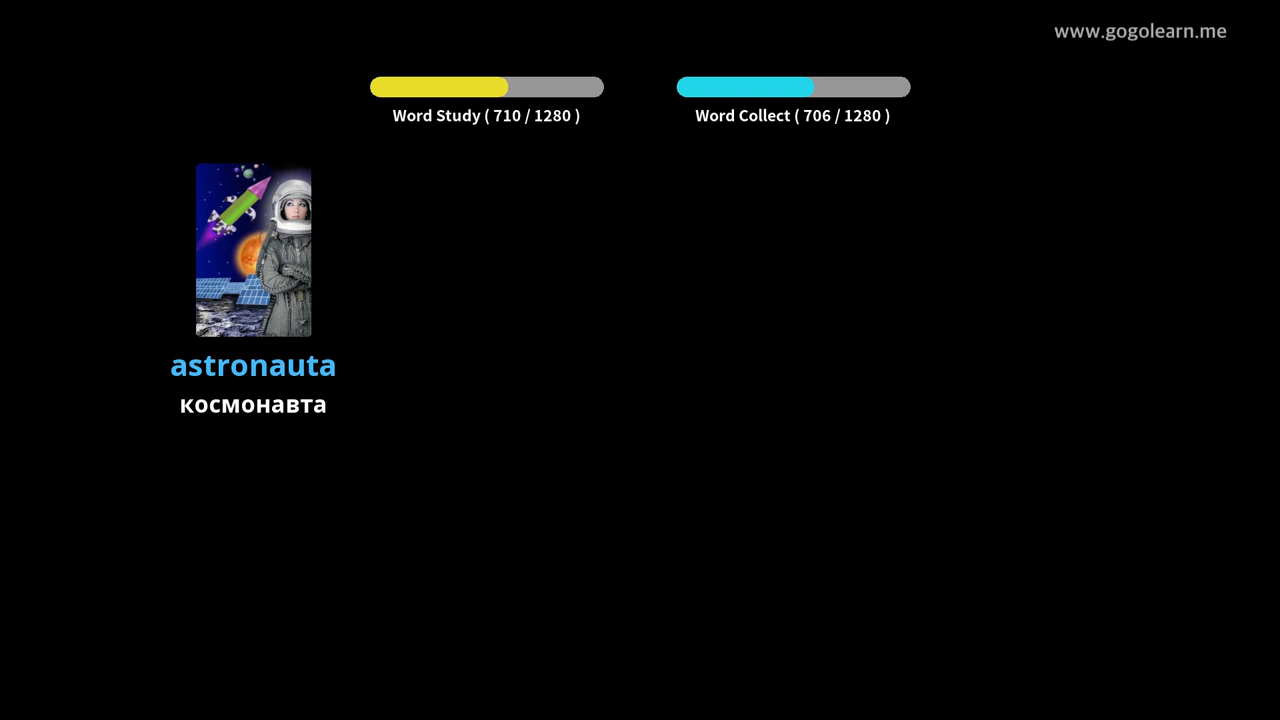 www.gogolearn.me
Word Study ( 710 / 1280 )
Word Collect ( 706 / 1280 )
astronauta
космонавта